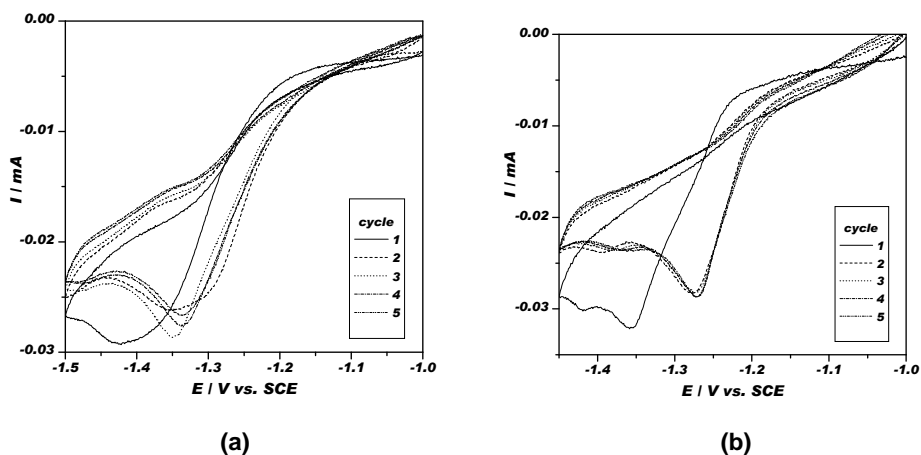 (a)
0.00
-0.01
-0.02
-0.03
I / mA
-1.5
-1.4
-1.3
-1.2
-1.1
-1.0
E / V vs. SCE
cycle
1
2
3
4
5
(a)
(b)
0.00
-0.01
-0.02
-0.03
I / mA
-1.4
-1.3
-1.2
-1.1
-1.0
E / V vs. SCE
cycle
1
2
3
4
5
(b)